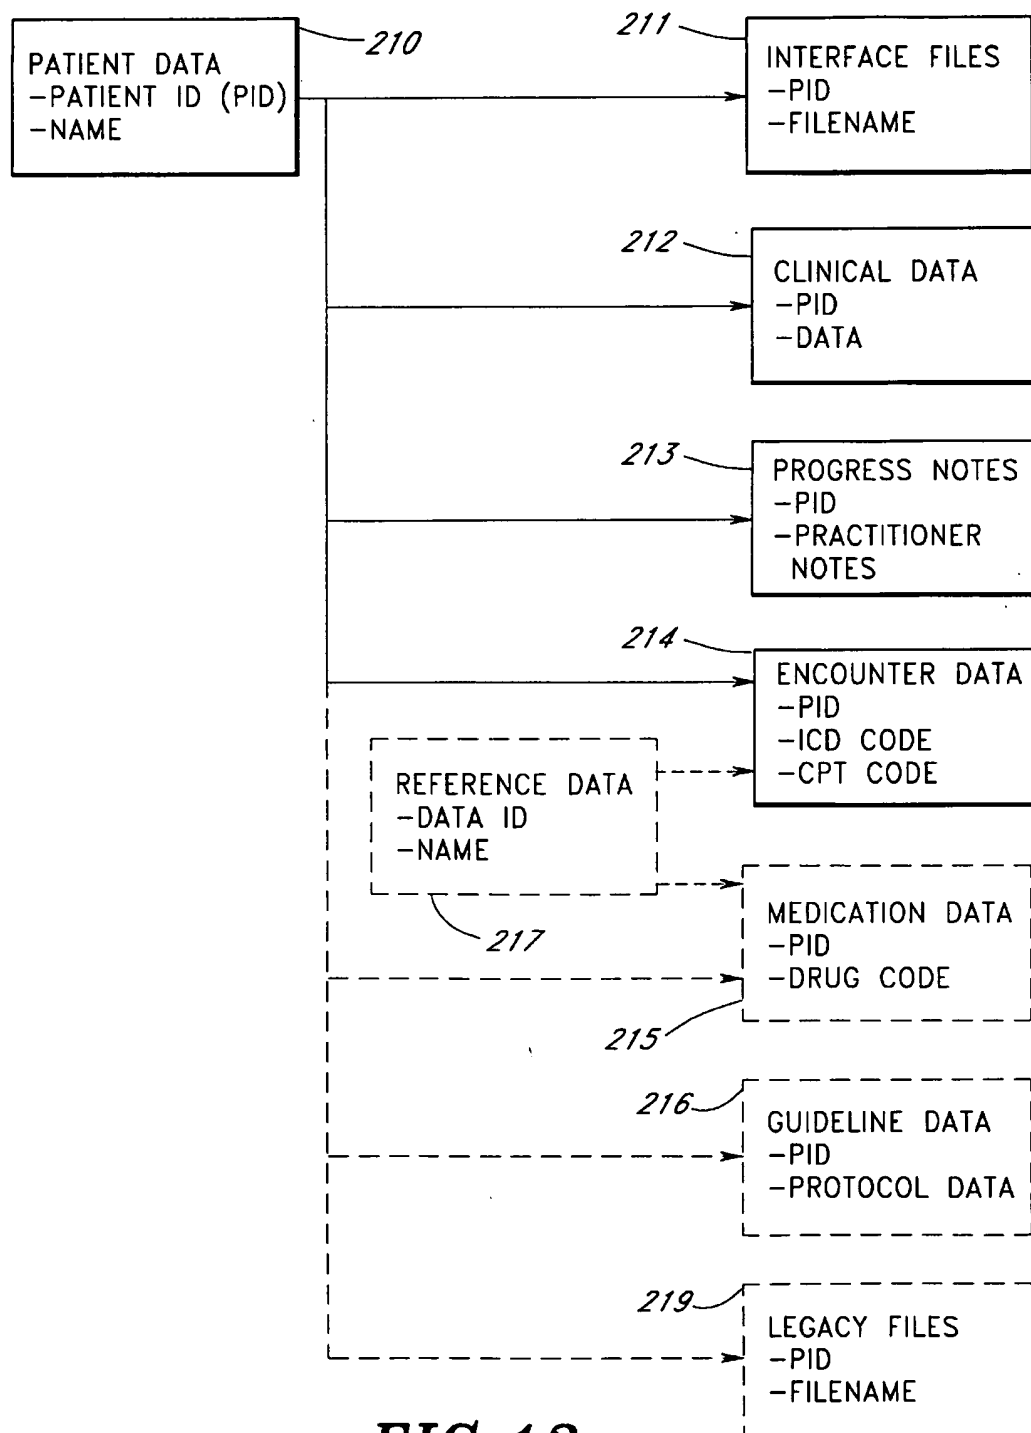 210
PATIENT DATA
-PATIENT ID (PID)
-NAME
211
INTERFACE FILES
-PID
-FILENAME
212
CLINICAL DATA
-PID
-DATA
213
PROGRESS NOTES
-PID
-PRACTITIONER
NOTES
214
ENCOUNTER DATA
-PID
-ICD CODE
-CPT CODE
REFERENCE DATA
-DATA ID
-NAME
217
MEDICATION DATA
-PID
-DRUG CODE
215
216
GUIDELINE DATA
-PID
-PROTOCOL DATA
219
LEGACY FILES
-PID
-FILENAME